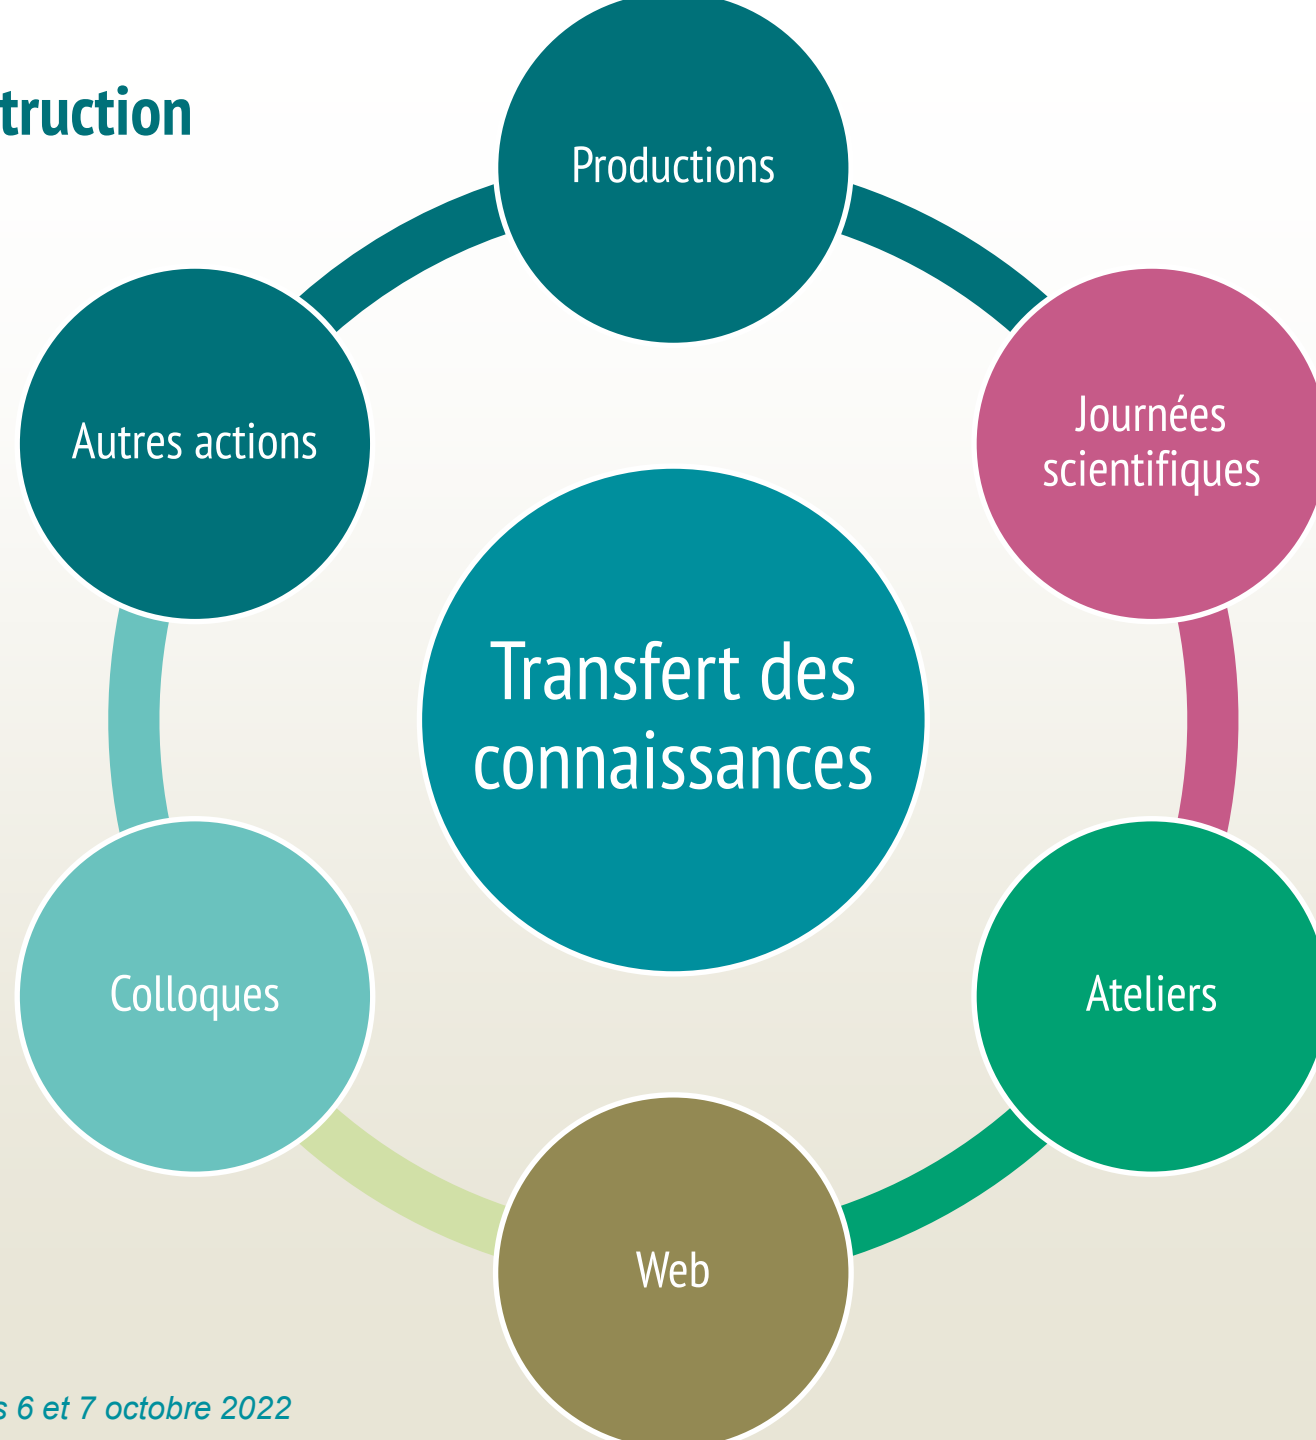 truction
Productions
Journées
scientifiques
Autres actions
Transfert des
connaissances
Colloques
Ateliers
Web
s 6 et 7 octobre 2022